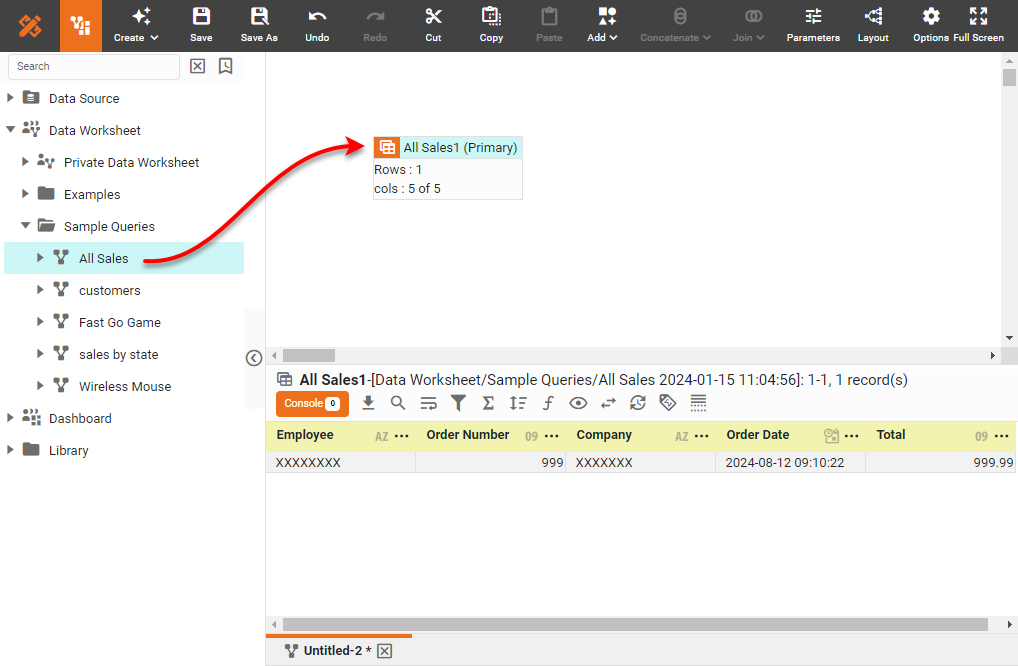 Create Save Save As Undo Redo Cut Copy Paste Add Concatenate Join Parameters Layout Options Full Screen
Search
Data Source
Data Worksheet
Private Data Worksheet
Examples
Sample Queries
All Sales
customers
Fast Go Game
sales by state
Wireless Mouse
Dashboard
Library
All Sales1 (Primary)
Rows : 1
cols : 5 of 5
All Sales1-[Data Worksheet/Sample Queries/All Sales 2024-01-15 11:04:56]: 1-1, 1 record(s)
Console 0
Employee AZ ••• Order Number 09 ••• Company AZ ••• Order Date ••• Total 09 •••
XXXXXXXX 999 XXXXXXX 2024-08-12 09:10:22 999.99
Untitled-2 *